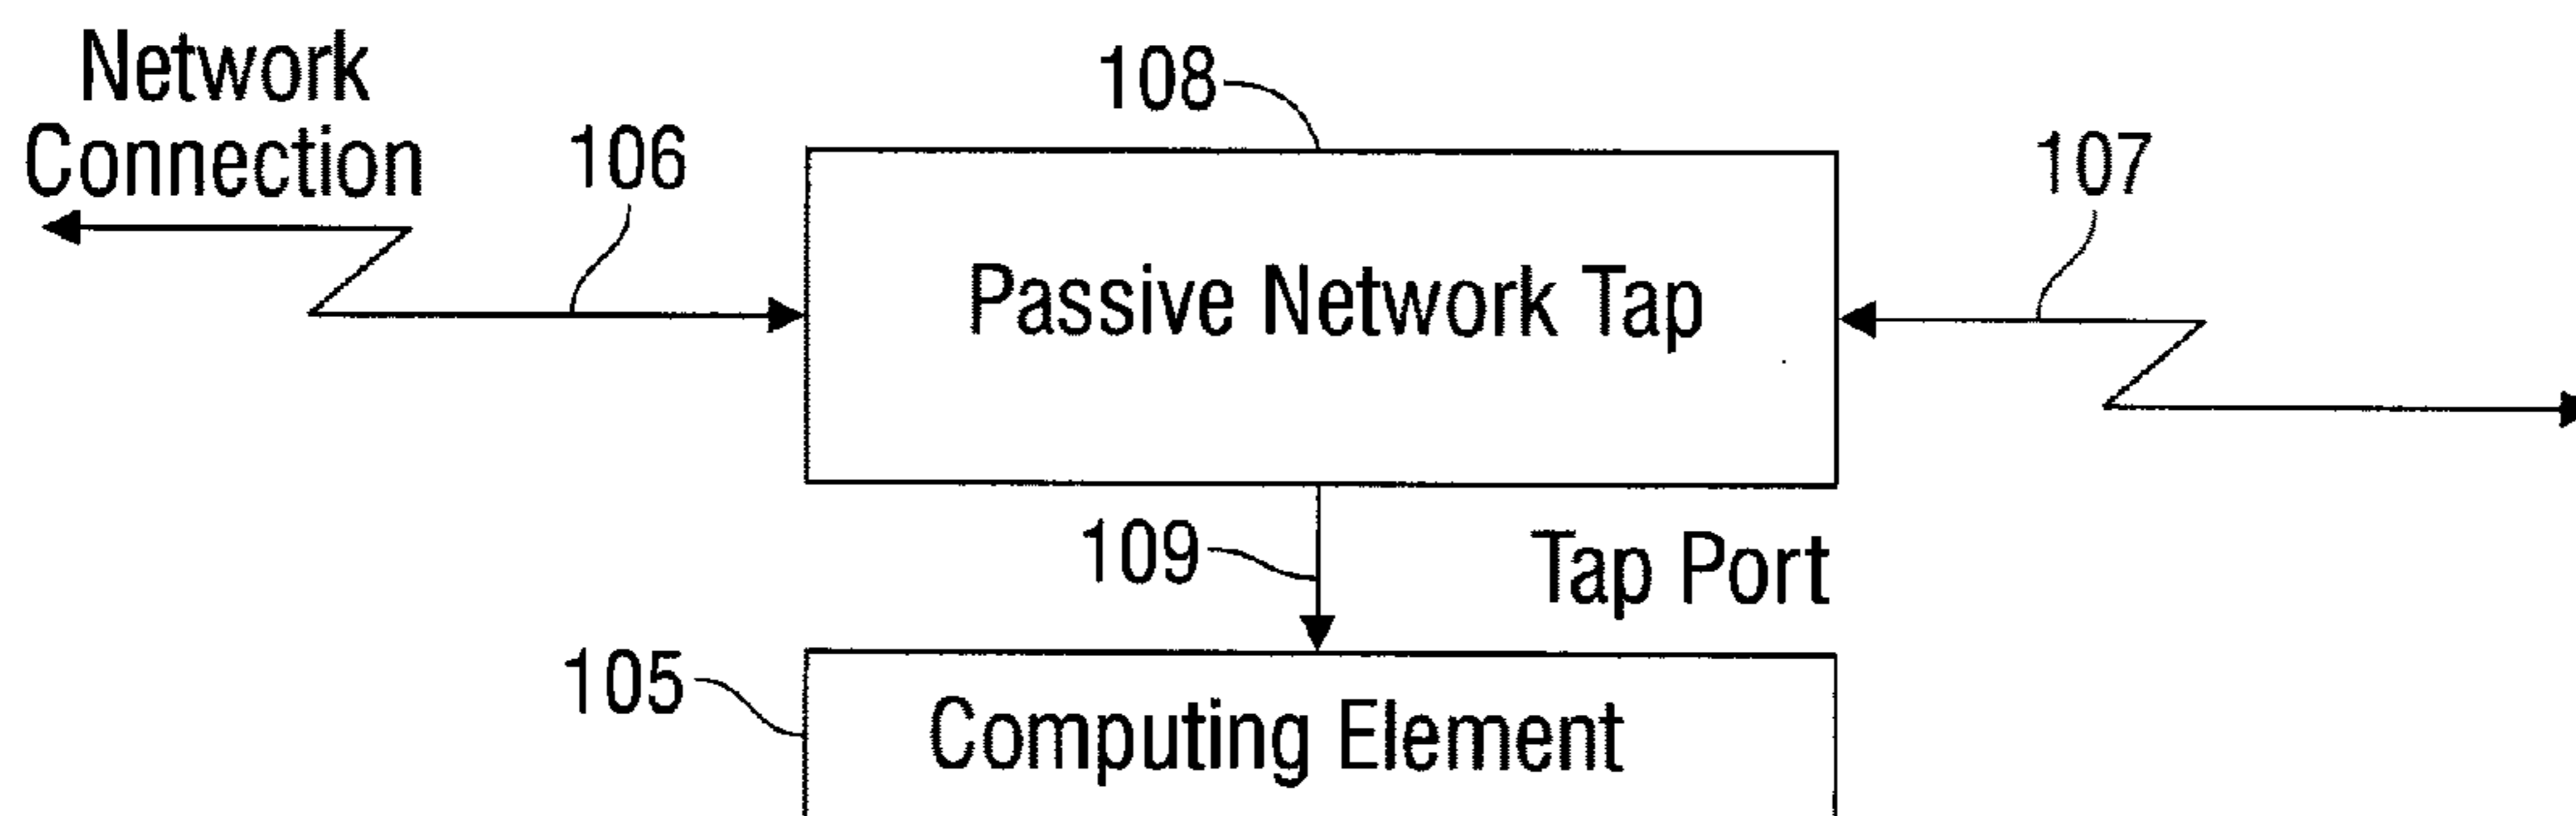 Network
Connection
108
106
107
Passive Network Tap
109
Tap Port
105
Computing Element